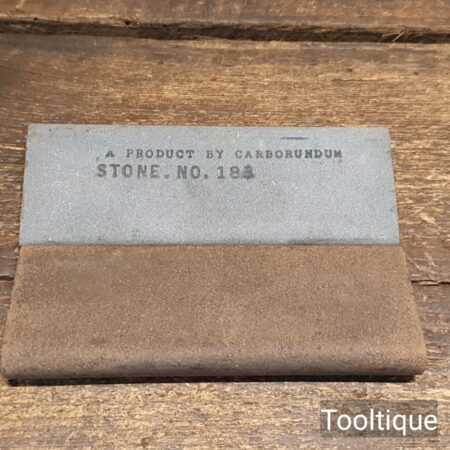 A PRODUCT BY CARBORUNDUM
STONE. NO. 183
Tooltique